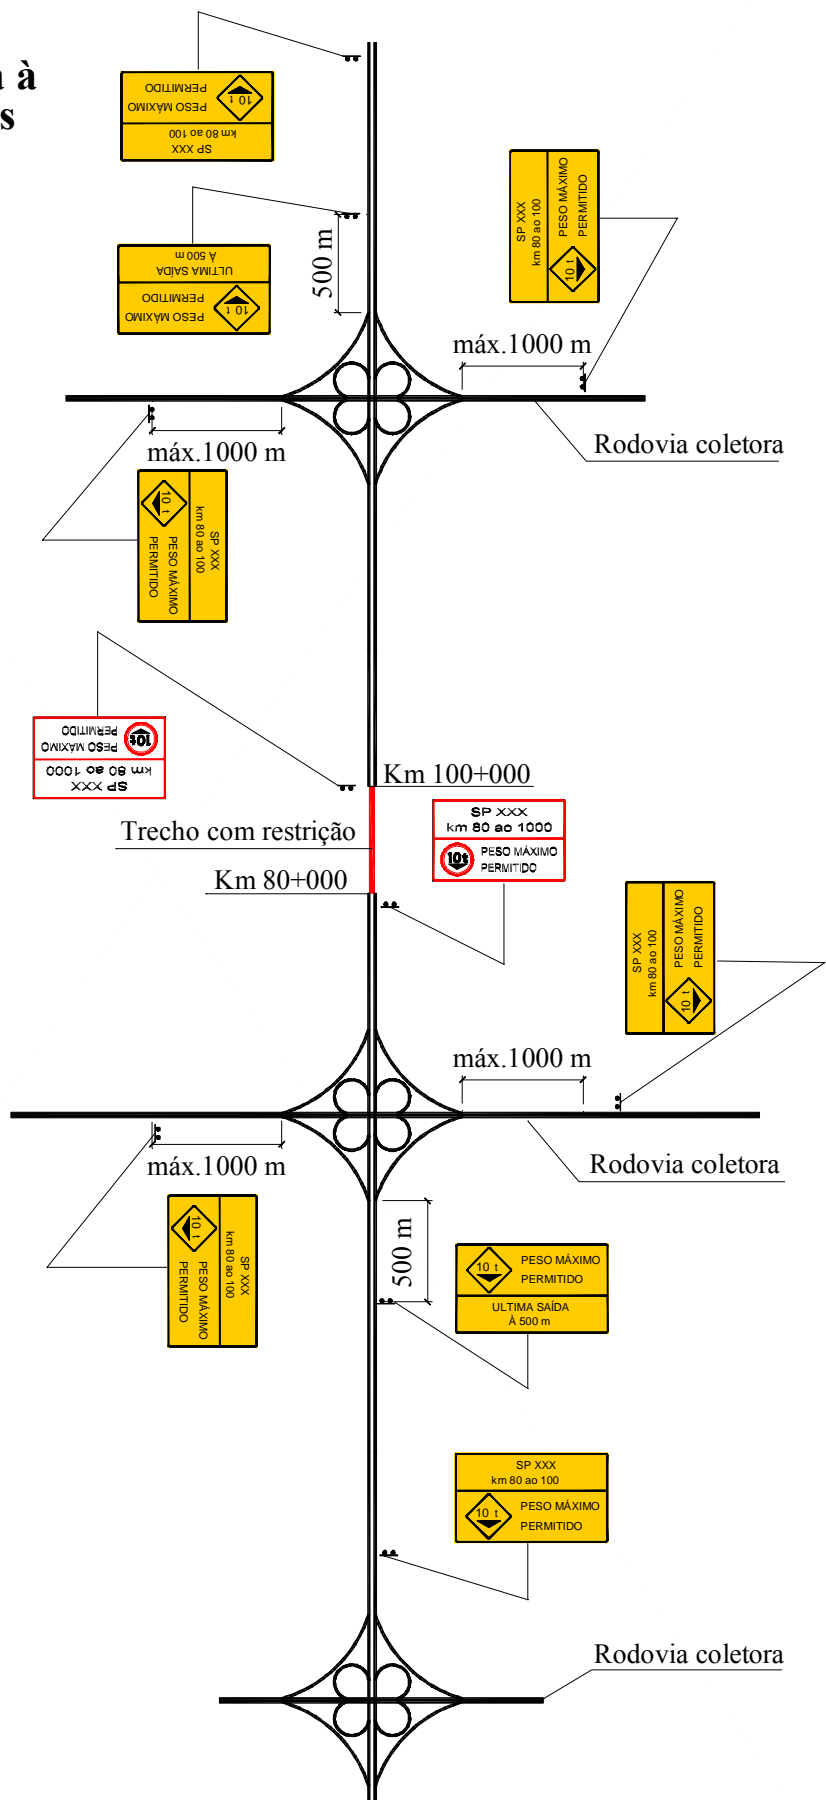 a à
s
PERMITIDO
PESO MÁXIMO
10 t
km 80 ao 100
SP XXX
À 500 m
ULTIMA SAÍDA
PERMITIDO
PESO MÁXIMO
10 t
500 m
SP XXX
km 80 ao 100
PESO MÁXIMO
PERMITIDO
10 t
máx.1000 m
Rodovia coletora
máx.1000 m
SP XXX
km 80 ao 100
10 t
PESO MÁXIMO
PERMITIDO
PERMITIDO
PESO MÁXIMO
10t
km 80 ao 1000
SP XXX
Km 100+000
Trecho com restrição
Km 80+000
SP XXX
km 80 ao 1000
10t
PESO MÁXIMO
PERMITIDO
SP XXX
km 80 ao 100
PESO MÁXIMO
PERMITIDO
10 t
máx.1000 m
Rodovia coletora
máx.1000 m
SP XXX
km 80 ao 100
10 t
PESO MÁXIMO
PERMITIDO
500 m
10 t
PESO MÁXIMO
PERMITIDO
ULTIMA SAÍDA
À 500 m
SP XXX
km 80 ao 100
10 t
PESO MÁXIMO
PERMITIDO
Rodovia coletora